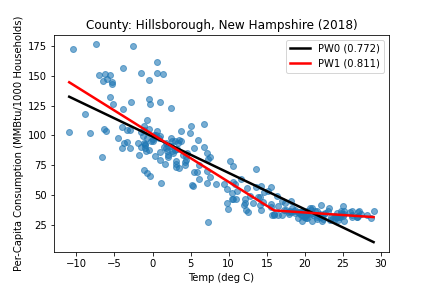 County: Hillsborough, New Hampshire (2018)
Per-Capita Consumption (MMBtu/1000 Households)
175
150
125
100
75
50
25
PW0 (0.772)
PW1 (0.811)
−10 −5 0 5 10 15 20 25 30
Temp (deg C)